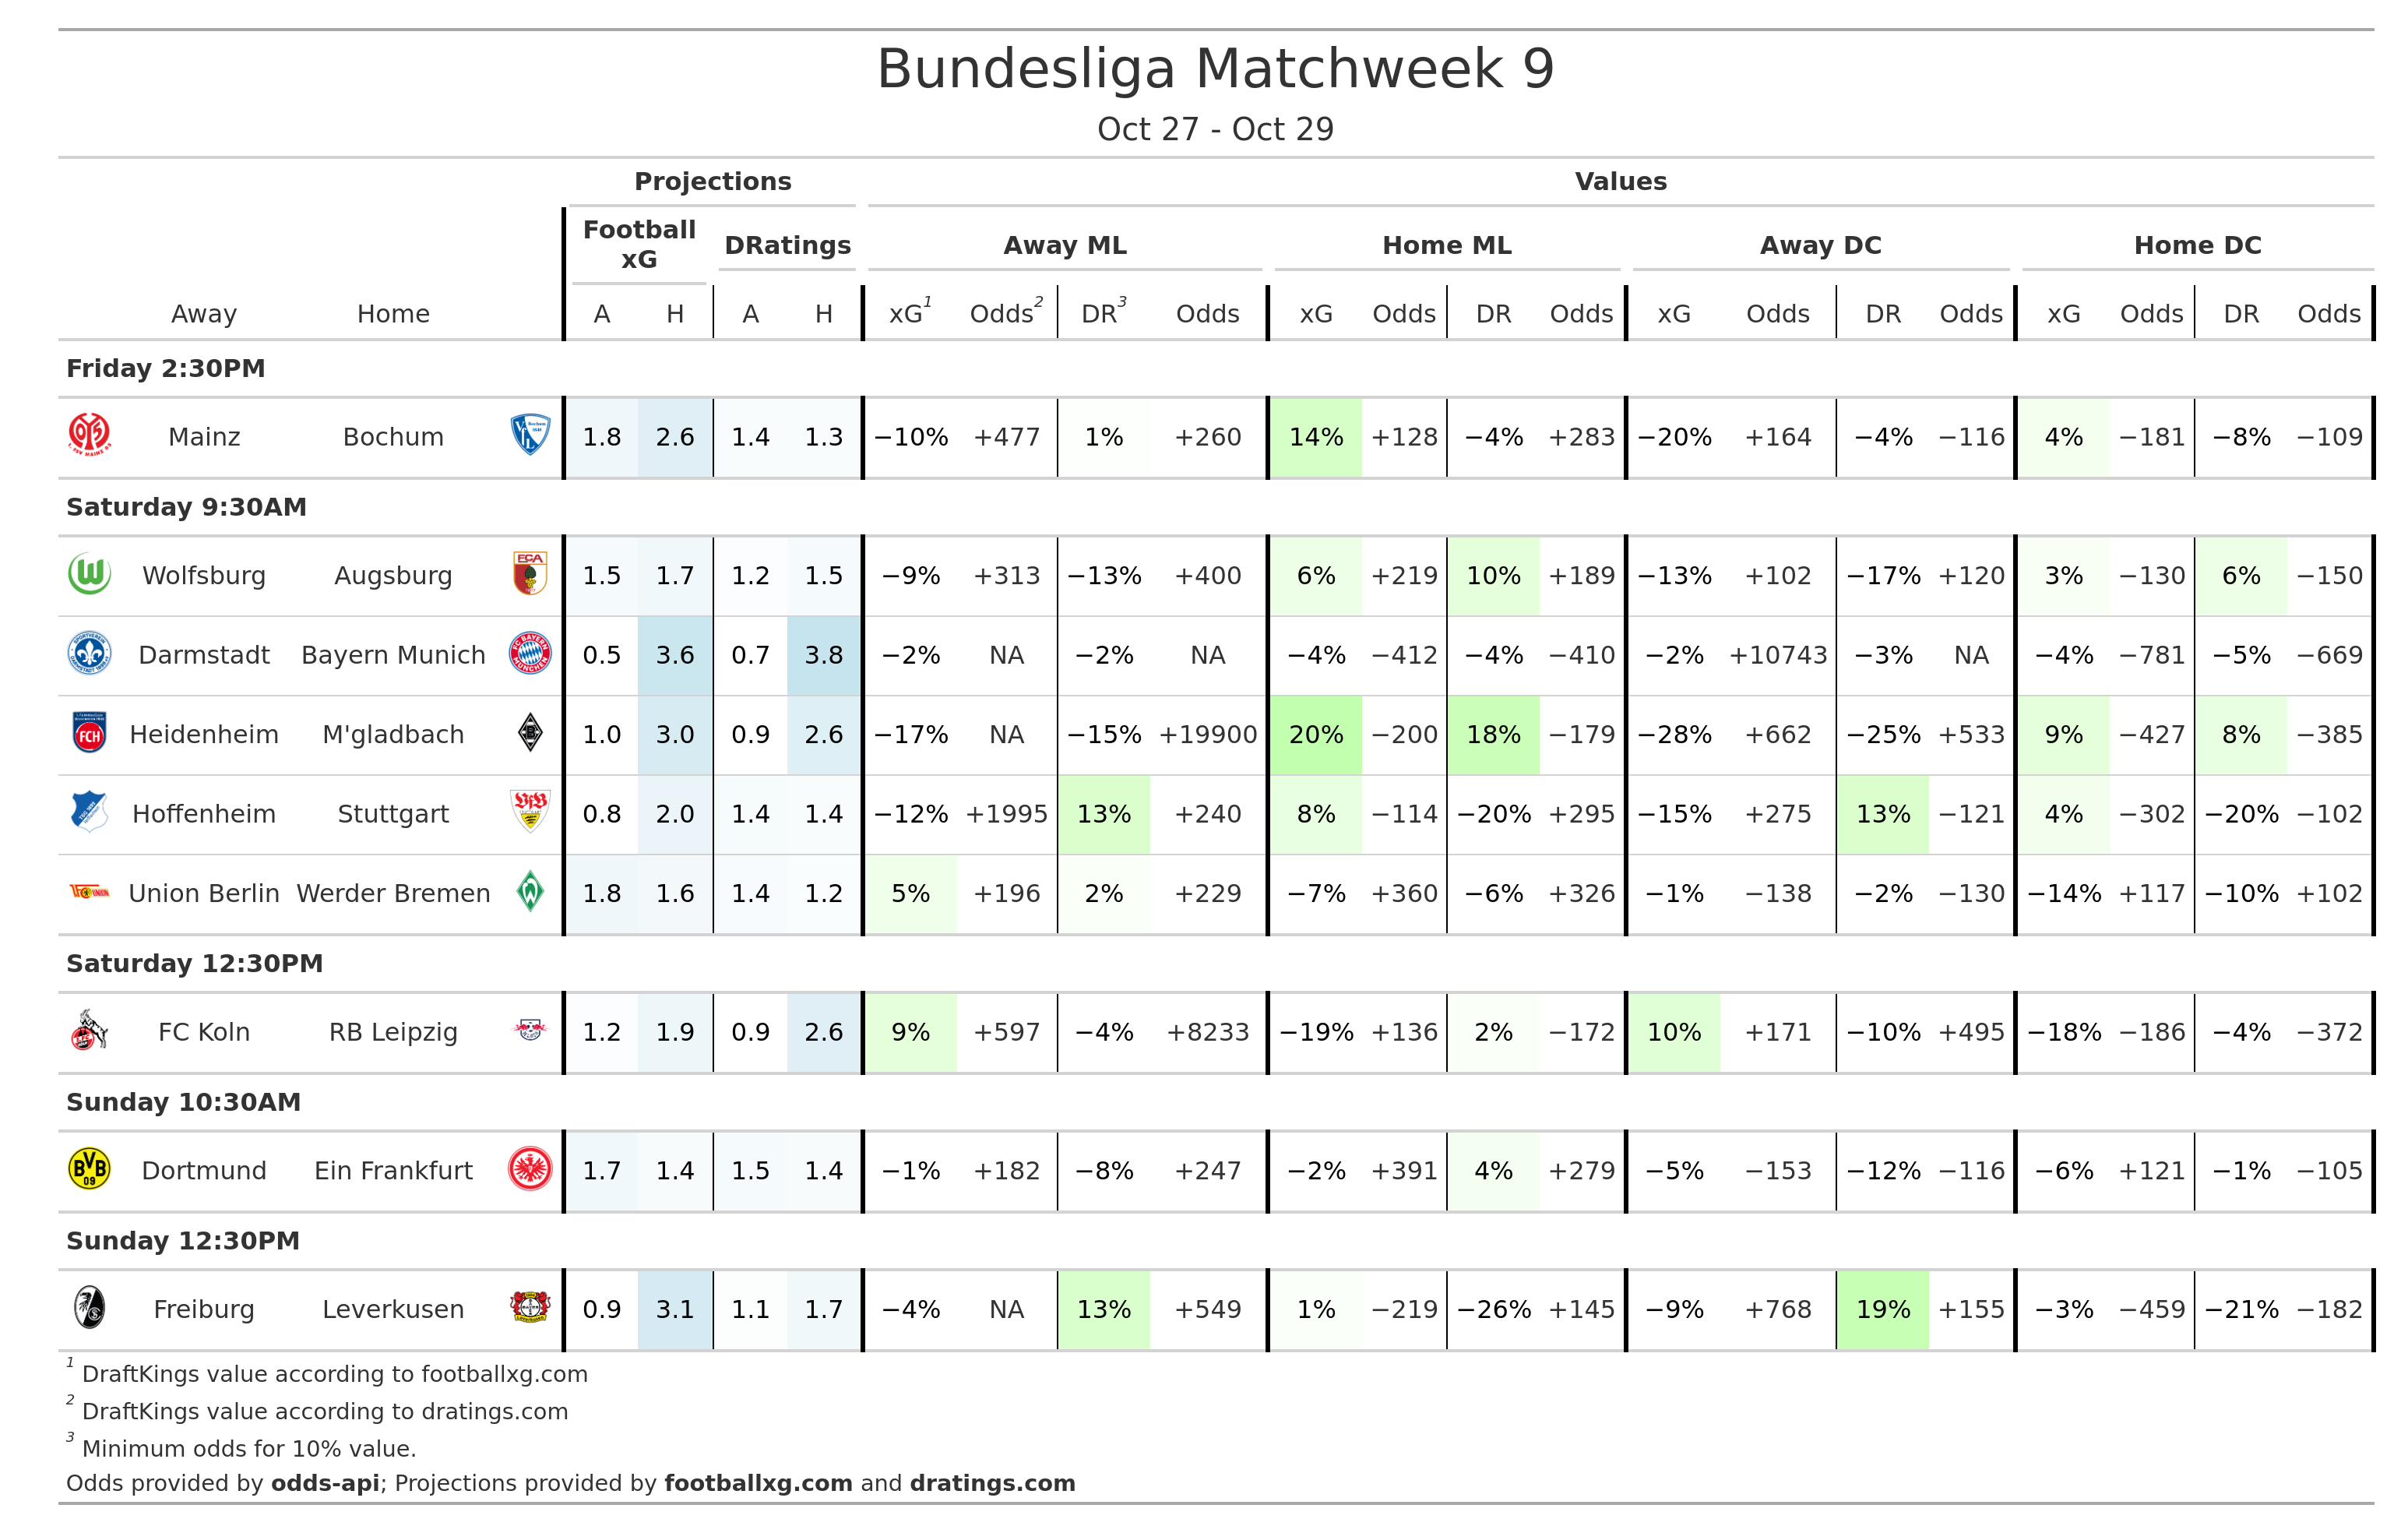 Bundesliga Matchweek 9
Oct 27 - Oct 29
Projections Values
Football xG DRatings Away ML Home ML Away DC Home DC
Away Home A H A H xG1 Odds2 DR3 Odds xG Odds DR Odds xG Odds DR Odds xG Odds DR Odds
Friday 2:30PM
Mainz Bochum 1.8 2.6 1.4 1.3 −10% +477 1% +260 14% +128 −4% +283 −20% +164 −4% −116 4% −181 −8% −109
Saturday 9:30AM
Wolfsburg Augsburg 1.5 1.7 1.2 1.5 −9% +313 −13% +400 6% +219 10% +189 −13% +102 −17% +120 3% −130 6% −150
Darmstadt Bayern Munich 0.5 3.6 0.7 3.8 −2% NA −2% NA −4% −412 −4% −410 −2% +10743 −3% NA −4% −781 −5% −669
Heidenheim M'gladbach 1.0 3.0 0.9 2.6 −17% NA −15% +19900 20% −200 18% −179 −28% +662 −25% +533 9% −427 8% −385
Hoffenheim Stuttgart 0.8 2.0 1.4 1.4 −12% +1995 13% +240 8% −114 −20% +295 −15% +275 13% −121 4% −302 −20% −102
Union Berlin Werder Bremen 1.8 1.6 1.4 1.2 5% +196 2% +229 −7% +360 −6% +326 −1% −138 −2% −130 −14% +117 −10% +102
Saturday 12:30PM
FC Koln RB Leipzig 1.2 1.9 0.9 2.6 9% +597 −4% +8233 −19% +136 2% −172 10% +171 −10% +495 −18% −186 −4% −372
Sunday 10:30AM
Dortmund Ein Frankfurt 1.7 1.4 1.5 1.4 −1% +182 −8% +247 −2% +391 4% +279 −5% −153 −12% −116 −6% +121 −1% −105
Sunday 12:30PM
Freiburg Leverkusen 0.9 3.1 1.1 1.7 −4% NA 13% +549 1% −219 −26% +145 −9% +768 19% +155 −3% −459 −21% −182
1 DraftKings value according to footballxg.com
2 DraftKings value according to dratings.com
3 Minimum odds for 10% value.
Odds provided by odds-api; Projections provided by footballxg.com and dratings.com